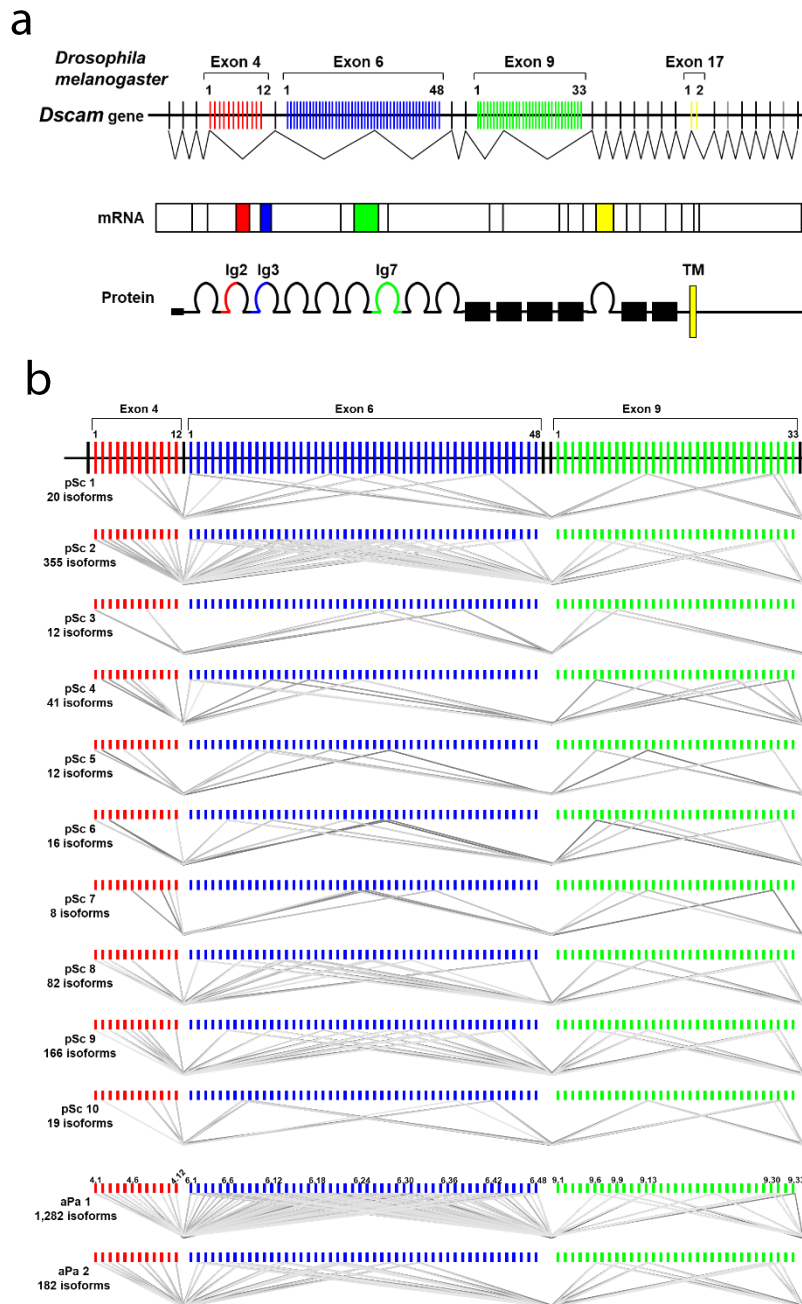 a
Drosophila
melanogaster
Exon 4
Exon 6
Exon 9
Exon 17
1
12
1
48
1
33
1 2
Dscam gene
mRNA
Ig2
Ig3
Ig7
TM
Protein
b
Exon 4
Exon 6
Exon 9
1
12
1
48
1
33
pSc 1
20 isoforms
pSc 2
355 isoforms
pSc 3
12 isoforms
pSc 4
41 isoforms
pSc 5
12 isoforms
pSc 6
16 isoforms
pSc 7
8 isoforms
pSc 8
82 isoforms
pSc 9
166 isoforms
pSc 10
19 isoforms
4.1 4.6 4.12 6.1 6.6 6.12 6.18 6.24 6.30 6.36 6.42 6.48 9.1 9.6 9.9 9.13 9.30 9.33
aPa 1
1,282 isoforms
aPa 2
182 isoforms